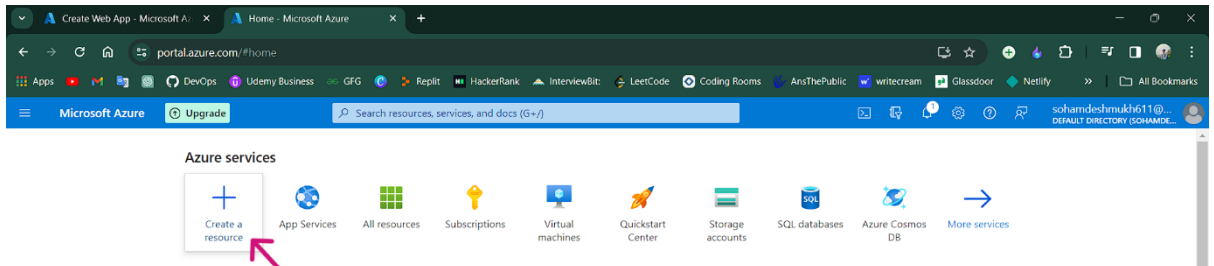 Create Web App - Microsoft Az
Home - Microsoft Azure
portal.azure.com/#home
Apps DevOps Udemy Business GFG Replit HackerRank InterviewBit: LeetCode Coding Rooms AnsThePublic writecream Glassdoor Netlify » All Bookmarks
Microsoft Azure Upgrade Search resources, services, and docs (G+/) 1 sohamdeshmukh611@...
DEFAULT DIRECTORY (SOHAMDE...
Azure services
Create a resource
App Services
All resources
Subscriptions
Virtual machines
Quickstart Center
Storage accounts
SQL
SQL databases
Azure Cosmos DB
More services